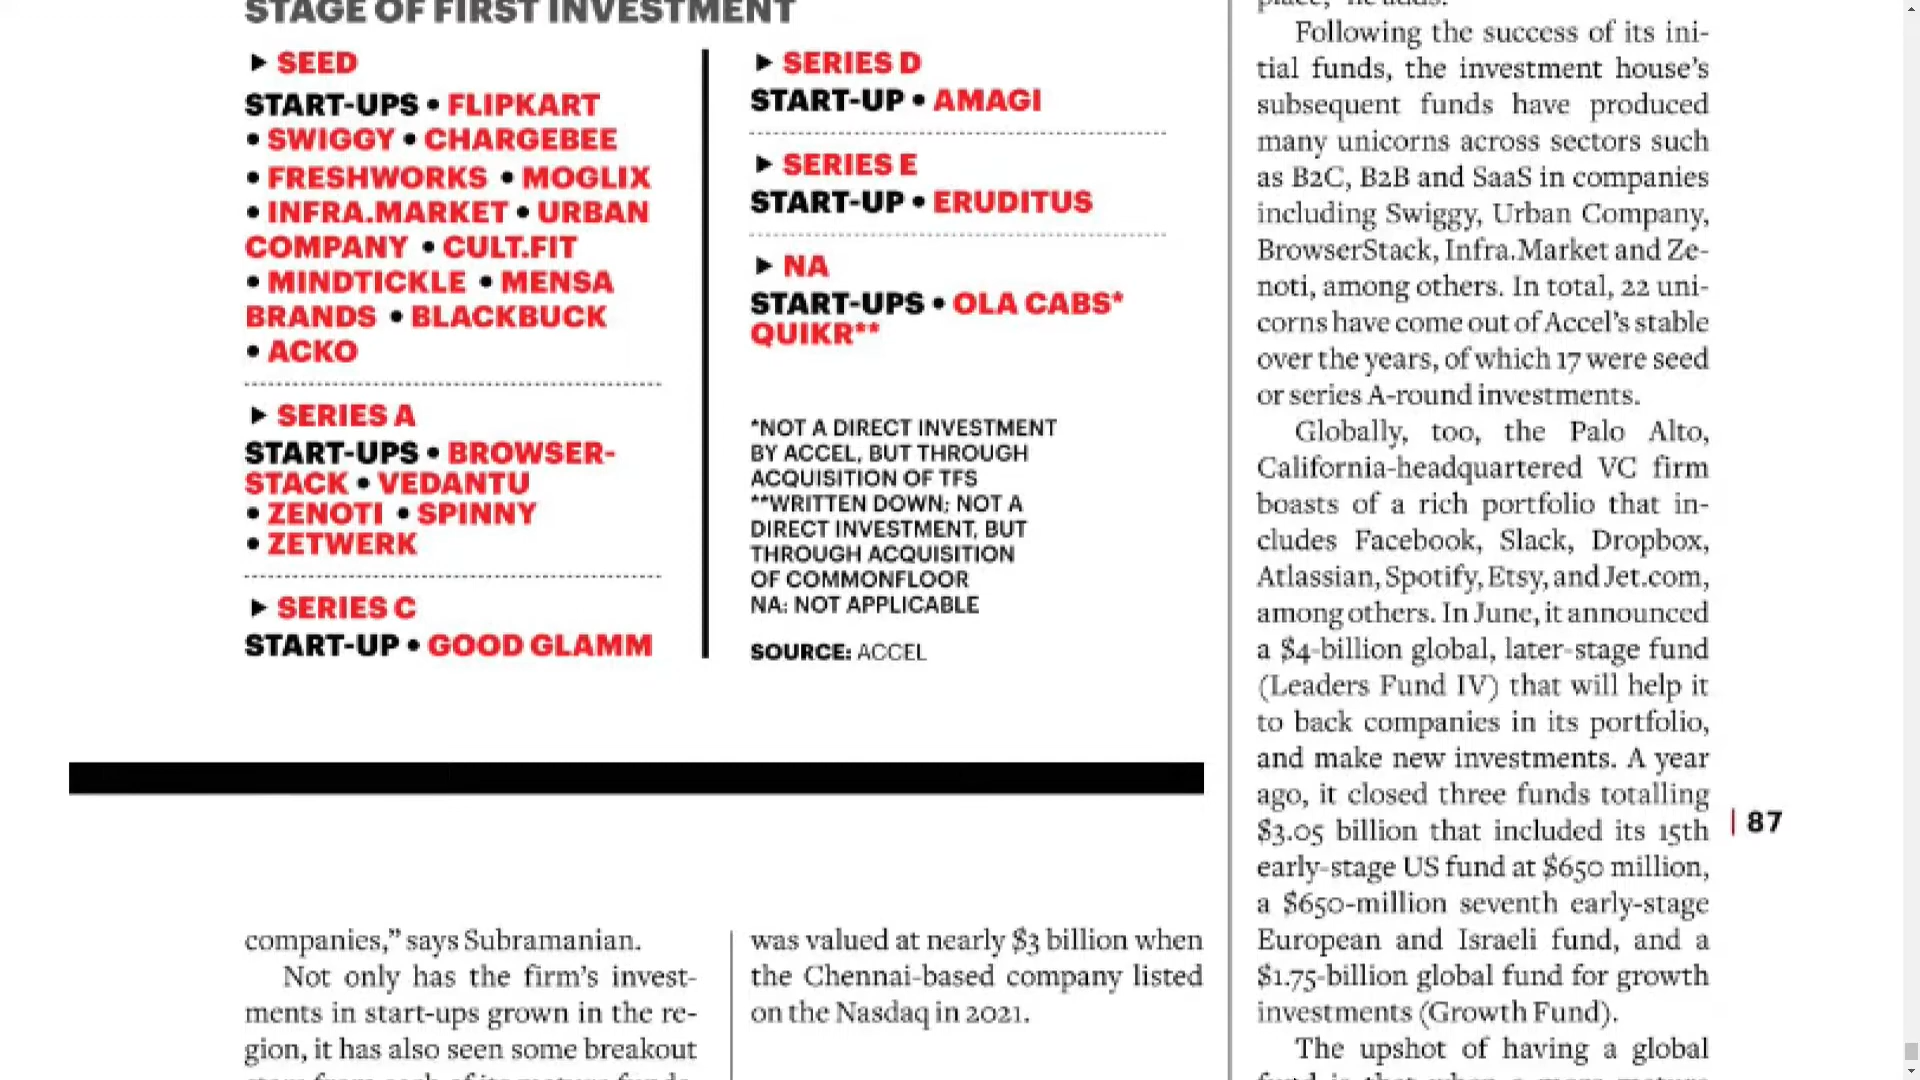 STAGE OF FIRST INVESTMENT
► SEED
START-UPS • FLIPKART
• SWIGGY • CHARGEBEE
• FRESHWORKS • MOGLIX
• INFRA.MARKET • URBAN
COMPANY • CULT.FIT
• MINDTICKLE • MENSA
BRANDS • BLACKBUCK
• ACKO
► SERIES A
START-UPS • BROWSER-
STACK • VEDANTU
• ZENOTI • SPINNY
• ZETWERK
► SERIES C
START-UP • GOOD GLAMM
► SERIES D
START-UP • AMAGI
► SERIES E
START-UP • ERUDITUS
► NA
START-UPS • OLA CABS*
QUIKR**
*NOT A DIRECT INVESTMENT
BY ACCEL, BUT THROUGH
ACQUISITION OF TFS
**WRITTEN DOWN; NOT A
DIRECT INVESTMENT, BUT
THROUGH ACQUISITION
OF COMMONFLOOR
NA: NOT APPLICABLE
SOURCE: ACCEL
companies,” says Subramanian.
Not only has the firm’s invest-
ments in start-ups grown in the re-
gion, it has also seen some breakout
was valued at nearly $3 billion when
the Chennai-based company listed
on the Nasdaq in 2021.
place,” he adds.
Following the success of its ini-
tial funds, the investment house’s
subsequent funds have produced
many unicorns across sectors such
as B2C, B2B and SaaS in companies
including Swiggy, Urban Company,
BrowserStack, Infra.Market and Ze-
noti, among others. In total, 22 uni-
corns have come out of Accel’s stable
over the years, of which 17 were seed
or series A-round investments.
Globally, too, the Palo Alto,
California-headquartered VC firm
boasts of a rich portfolio that in-
cludes Facebook, Slack, Dropbox,
Atlassian, Spotify, Etsy, and Jet.com,
among others. In June, it announced
a $4-billion global, later-stage fund
(Leaders Fund IV) that will help it
to back companies in its portfolio,
and make new investments. A year
ago, it closed three funds totalling
$3.05 billion that included its 15th
early-stage US fund at $650 million,
a $650-million seventh early-stage
European and Israeli fund, and a
$1.75-billion global fund for growth
investments (Growth Fund).
The upshot of having a global
87